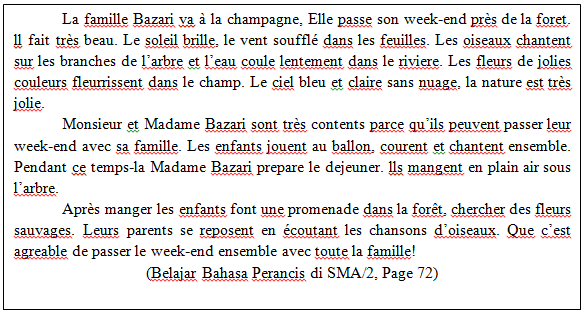 La famille Bazari va à la champagne, Elle passe son week-end près de la foret.
ll fait très beau. Le soleil brille, le vent soufflé dans les feuilles. Les oiseaux chantent
sur les branches de l'arbre et l'eau coule lentement dans le riviere. Les fleurs de jolies
couleurs fleurrissent dans le champ. Le ciel bleu et claire sans nuage, la nature est très
jolie.
Monsieur et Madame Bazari sont très contents parce qu'ils peuvent passer leur
week-end avec sa famille. Les enfants jouent au ballon, courent et chantent ensemble.
Pendant ce temps-la Madame Bazari prepare le dejeuner. lls mangent en plain air sous
l'arbre.
Après manger les enfants font une promenade dans la forêt, chercher des fleurs
sauvages. Leurs parents se reposent en écoutant les chansons d'oiseaux. Que c'est
agreable de passer le week-end ensemble avec toute la famille!
(Belajar Bahasa Perancis di SMA/2, Page 72)